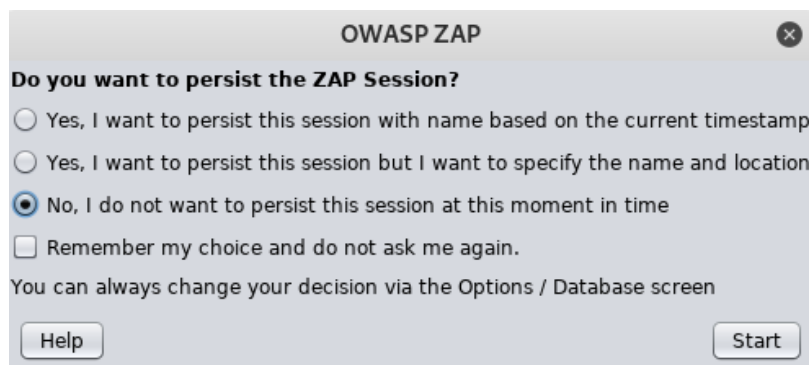 OWASP ZAP
Do you want to persist the ZAP Session?
Yes, I want to persist this session with name based on the current timestamp
Yes, I want to persist this session but I want to specify the name and location
No, I do not want to persist this session at this moment in time
Remember my choice and do not ask me again.
You can always change your decision via the Options / Database screen
Help
Start